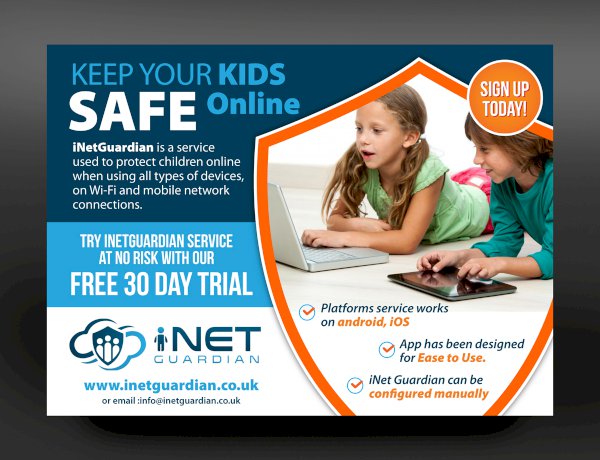 KEEP YOUR KIDS
SAFE Online
iNetGuardian is a service
used to protect children online
when using all types of devices,
on Wi-Fi and mobile network
connections.
SIGN UP
TODAY!
TRY INETGUARDIAN SERVICE
AT NO RISK WITH OUR
FREE 30 DAY TRIAL
iNET
GUARDIAN
www.inetguardian.co.uk
or email :info@inetguardian.co.uk
Platforms service works
on android, iOS
App has been designed
for Ease to Use.
iNet Guardian can be
configured manually